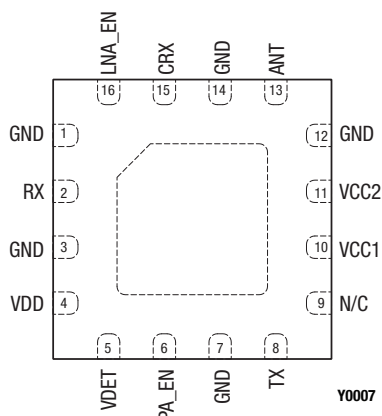 LNA_EN
CRX
GND
ANT
16
15
14
13
GND 1
12 GND
RX 2
11 VCC2
GND 3
10 VCC1
VDD 4
9 N/C
5
6
7
8
VDET
PA_EN
GND
TX
Y0007